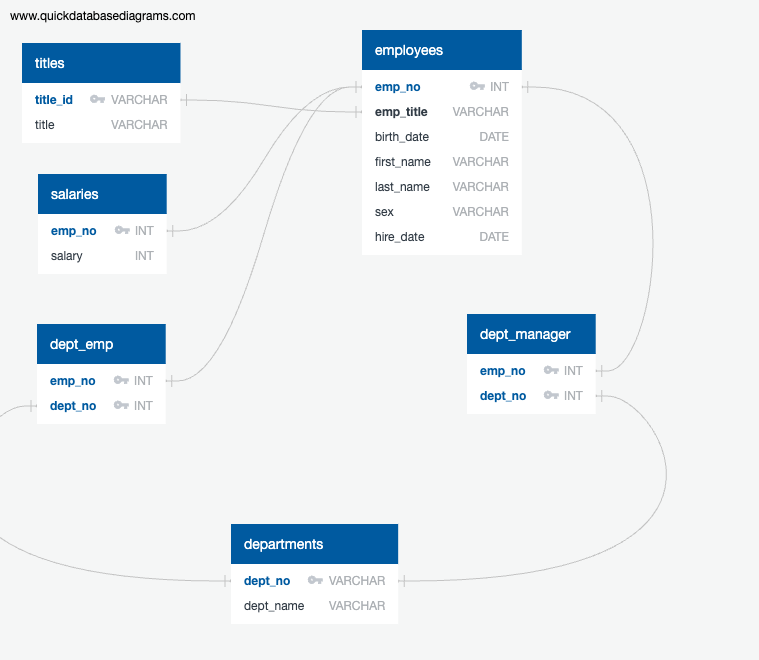 www.quickdatabasediagrams.com
titles
title_id VARCHAR
title VARCHAR
employees
emp_no INT
emp_title VARCHAR
birth_date DATE
first_name VARCHAR
last_name VARCHAR
sex VARCHAR
hire_date DATE
salaries
emp_no INT
salary INT
dept_emp
emp_no INT
dept_no INT
dept_manager
emp_no INT
dept_no INT
departments
dept_no VARCHAR
dept_name VARCHAR